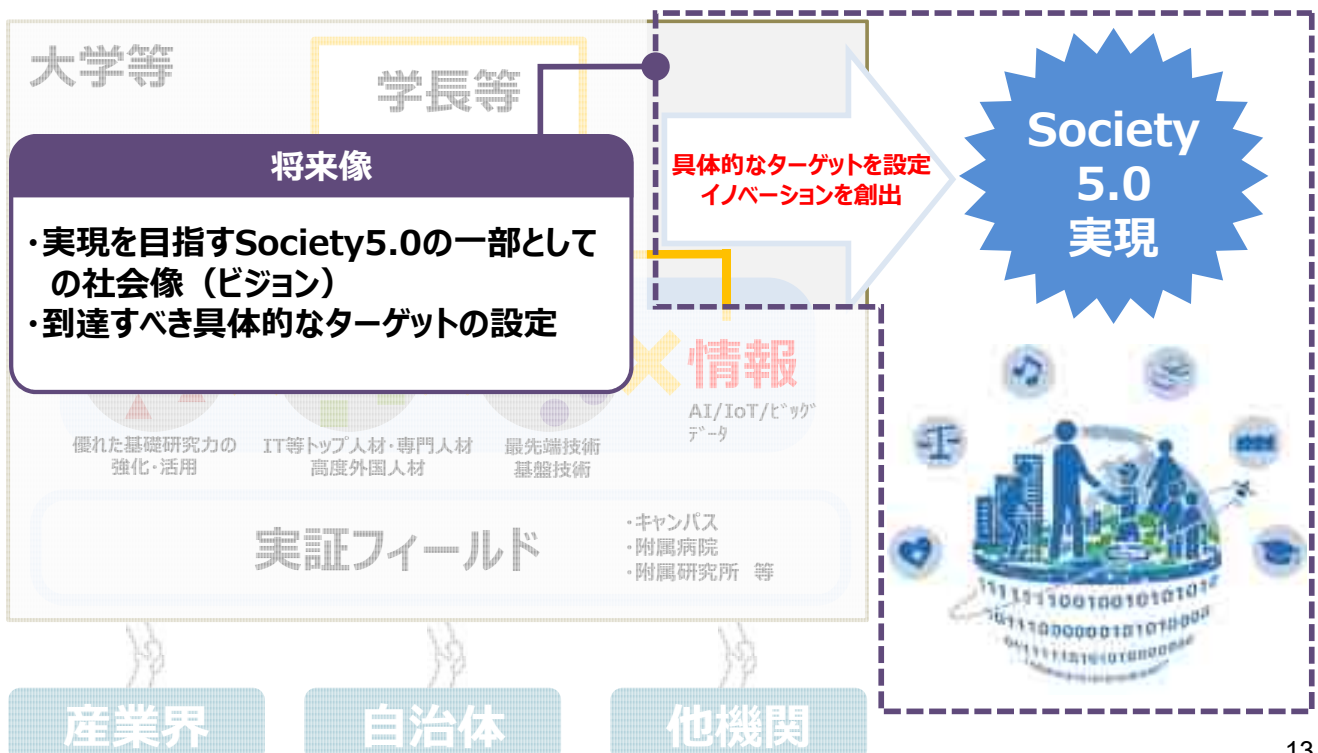 大学等
学長等
将来像
・実現を目指すSociety5.0の一部として
の社会像（ビジョン）
・到達すべき具体的なターゲットの設定
具体的なターゲットを設定
イノベーションを創出
Society
5.0
実現
×情報
AI/IoT/ﾋﾞｯｸﾞ
ﾃﾞｰﾀ
優れた基礎研究力の
強化・活用
IT等トップ人材・専門人材
高度外国人材
最先端技術
基盤技術
実証フィールド
・キャンパス
・附属病院
・附属研究所　等
産業界
自治体
他機関
13